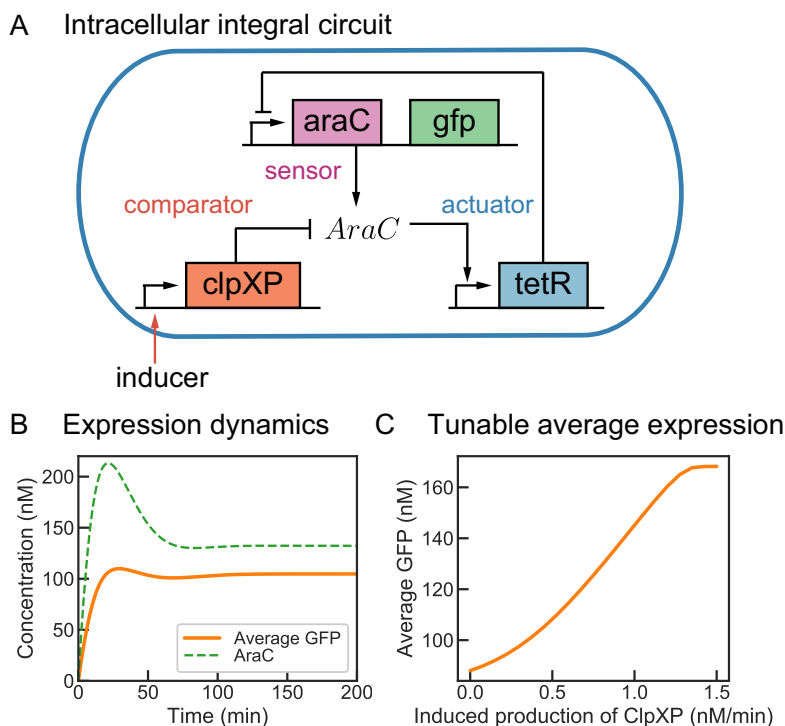 A Intracellular integral circuit
araC
gfp
sensor
comparator
AraC
actuator
clpXP
tetR
inducer
B Expression dynamics
Concentration (nM)
200
150
100
50
0
Average GFP
AraC
0 50 100 150 200
Time (min)
C Tunable average expression
Average GFP (nM)
160
140
120
100
0.0 0.5 1.0 1.5
Induced production of ClpXP (nM/min)